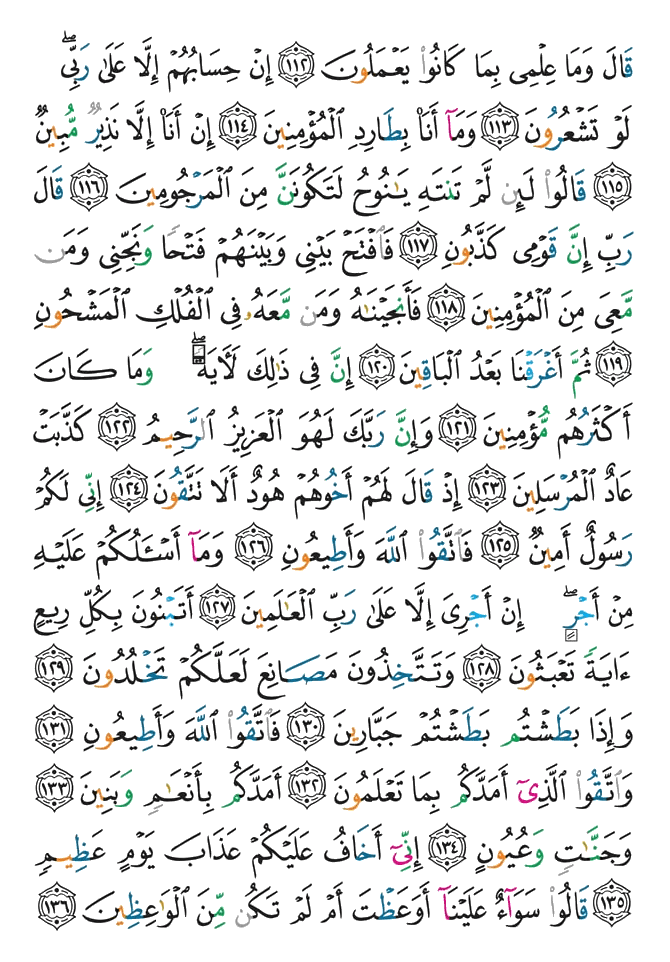 قَالَ وَمَا عِلْمِى بِمَا كَانُوا۟ يَعْمَلُونَ ١١٢ إِنْ حِسَابُهُمْ إِلَّا عَلَىٰ رَبِّىۖ
لَوْ تَشْعُرُونَ ١١٣ وَمَآ أَنَا۠ بِطَارِدِ ٱلْمُؤْمِنِينَ ١١٤ إِنْ أَنَا۠ إِلَّا نَذِيرٌۭ مُّبِينٌۭ
١١٥ قَالُوا۟ لَئِن لَّمْ تَنتَهِ يَـٰنُوحُ لَتَكُونَنَّ مِنَ ٱلْمَرْجُومِينَ ١١٦ قَالَ
رَبِّ إِنَّ قَوْمِى كَذَّبُونِ ١١٧ فَٱفْتَحْ بَيْنِى وَبَيْنَهُمْ فَتْحًۭا وَنَجِّنِى وَمَن
مَّعِىَ مِنَ ٱلْمُؤْمِنِينَ ١١٨ فَأَنجَيْنَـٰهُ وَمَن مَّعَهُۥ فِى ٱلْفُلْكِ ٱلْمَشْحُونِ
١١٩ ثُمَّ أَغْرَقْنَا بَعْدُ ٱلْبَاقِينَ ١٢٠ إِنَّ فِى ذَٰلِكَ لَـَٔايَةًۭۖ وَمَا كَانَ
أَكْثَرُهُم مُّؤْمِنِينَ ١٢١ وَإِنَّ رَبَّكَ لَهُوَ ٱلْعَزِيزُ ٱلرَّحِيمُ ١٢٢ كَذَّبَتْ
عَادٌ ٱلْمُرْسَلِينَ ١٢٣ إِذْ قَالَ لَهُمْ أَخُوهُمْ هُودٌ أَلَا تَتَّقُونَ ١٢٤ إِنِّى لَكُمْ
رَسُولٌ أَمِينٌۭ ١٢٥ فَٱتَّقُوا۟ ٱللَّهَ وَأَطِيعُونِ ١٢٦ وَمَآ أَسْـَٔلُكُمْ عَلَيْهِ
مِنْ أَجْرٍۖ إِنْ أَجْرِىَ إِلَّا عَلَىٰ رَبِّ ٱلْعَـٰلَمِينَ ١٢٧ أَتَبْنُونَ بِكُلِّ رِيعٍ
ءَايَةًۭ تَعْبَثُونَ ١٢٨ وَتَتَّخِذُونَ مَصَانِعَ لَعَلَّكُمْ تَخْلُدُونَ ١٢٩
وَإِذَا بَطَشْتُم بَطَشْتُمْ جَبَّارِينَ ١٣٠ فَٱتَّقُوا۟ ٱللَّهَ وَأَطِيعُونِ ١٣١
وَٱتَّقُوا۟ ٱلَّذِىٓ أَمَدَّكُم بِمَا تَعْلَمُونَ ١٣٢ أَمَدَّكُم بِأَنْعَـٰمٍۢ وَبَنِينَ ١٣٣
وَجَنَّـٰتٍۢ وَعُيُونٍ ١٣٤ إِنِّىٓ أَخَافُ عَلَيْكُمْ عَذَابَ يَوْمٍ عَظِيمٍۢ
١٣٥ قَالُوا۟ سَوَآءٌ عَلَيْنَآ أَوَعَظْتَ أَمْ لَمْ تَكُن مِّنَ ٱلْوَٰعِظِينَ ١٣٦